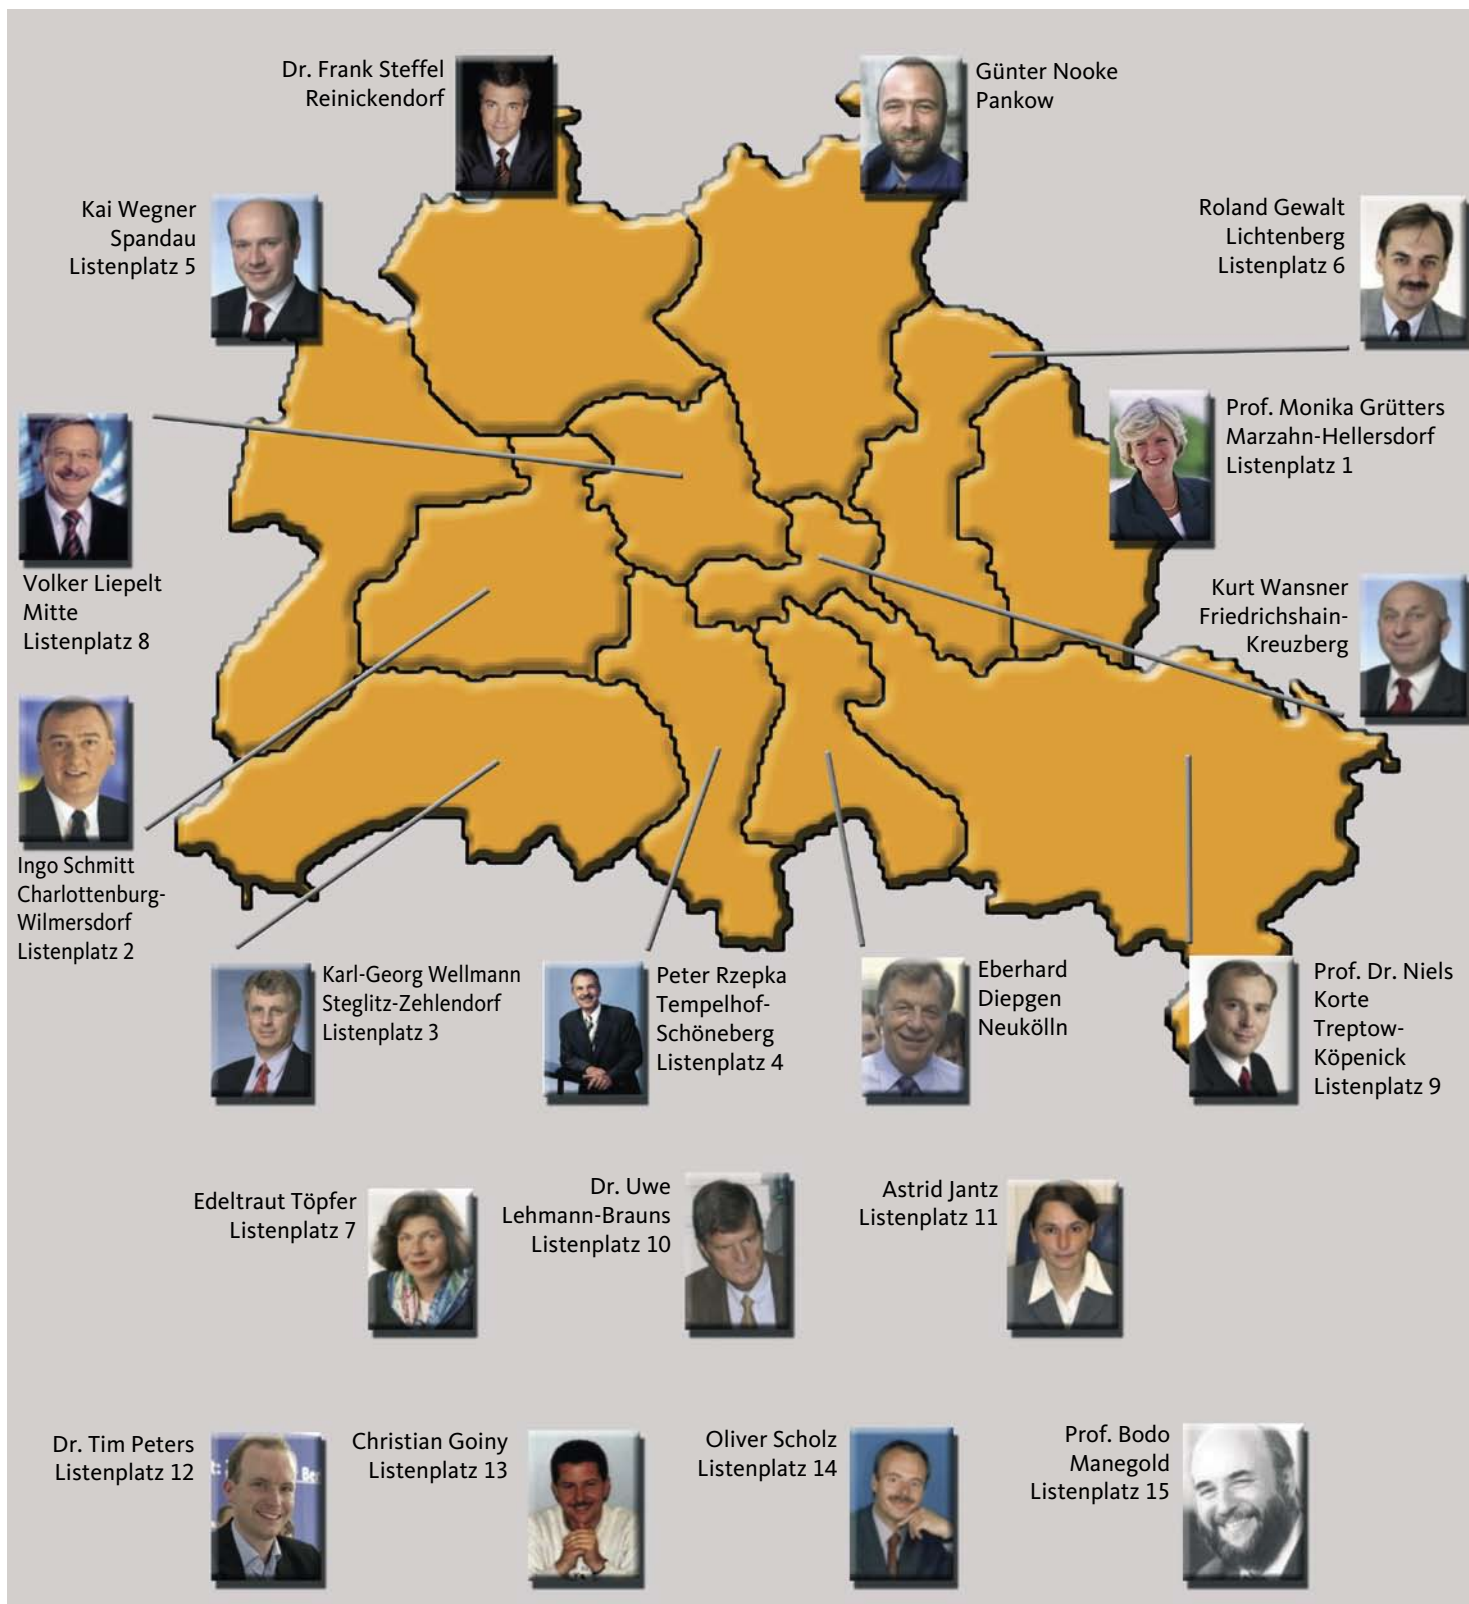 Dr. Frank Steffel
Reinickendorf
Günter Nooke
Pankow
Kai Wegner
Spandau
Listenplatz 5
Roland Gewalt
Lichtenberg
Listenplatz 6
Prof. Monika Grütters
Marzahn-Hellersdorf
Listenplatz 1
Volker Liepelt
Mitte
Listenplatz 8
Kurt Wansner
Friedrichshain-
Kreuzberg
Ingo Schmitt
Charlottenburg-
Wilmersdorf
Listenplatz 2
Karl-Georg Wellmann
Steglitz-Zehlendorf
Listenplatz 3
Peter Rzepka
Tempelhof-
Schöneberg
Listenplatz 4
Eberhard
Diepgen
Neukölln
Prof. Dr. Niels
Korte
Treptow-
Köpenick
Listenplatz 9
Edeltraut Töpfer
Listenplatz 7
Dr. Uwe
Lehmann-Brauns
Listenplatz 10
Astrid Jantz
Listenplatz 11
Dr. Tim Peters
Listenplatz 12
Christian Goiny
Listenplatz 13
Oliver Scholz
Listenplatz 14
Prof. Bodo
Manegold
Listenplatz 15